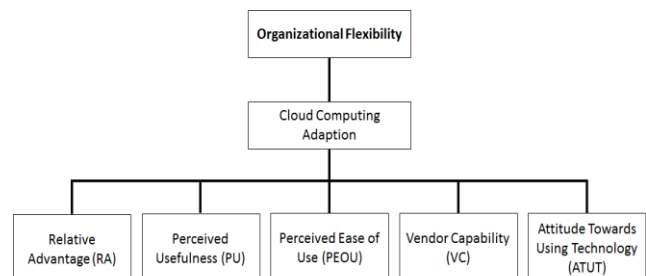 Organizational Flexibility
Cloud Computing
Adaption
Relative
Advantage (RA)
Perceived
Usefulness (PU)
Perceived Ease of
Use (PEOU)
Vendor Capability
(VC)
Attitude Towards
Using Technology
(ATUT)